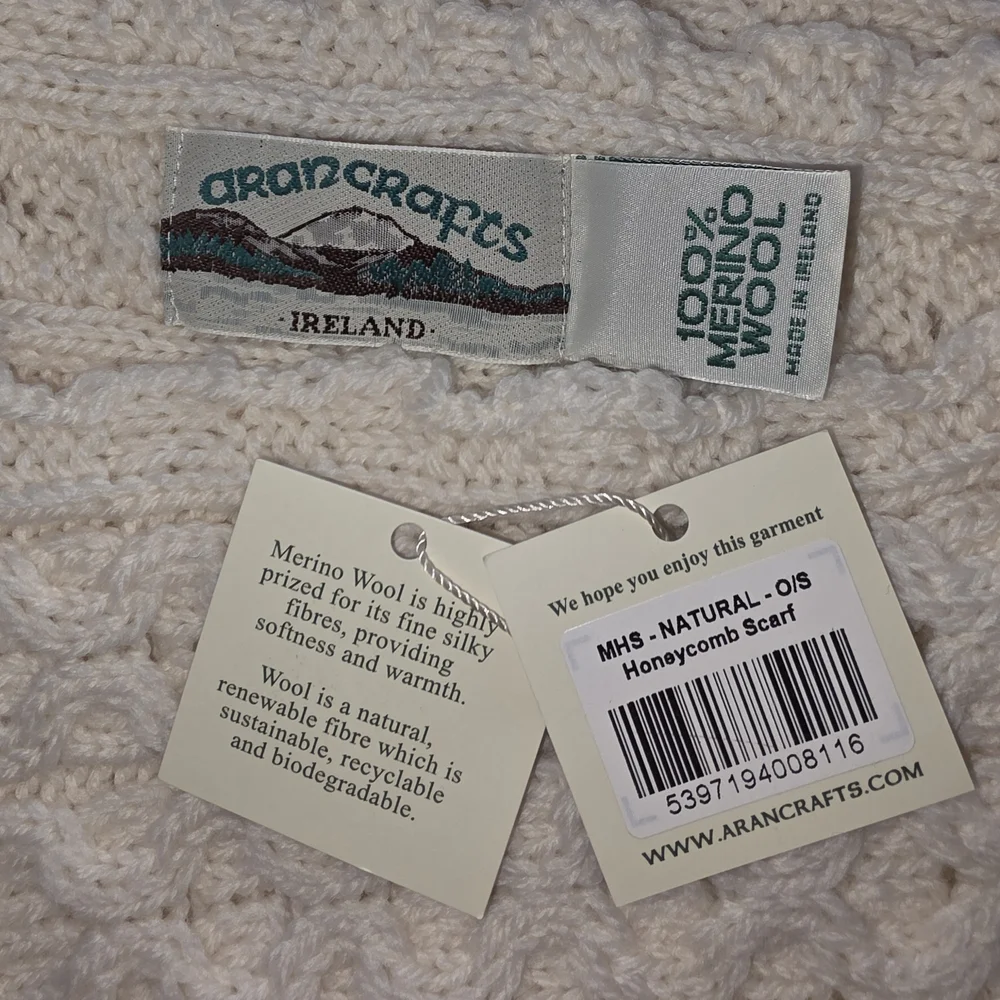 arancrafts
·IRELAND·
100%
MERINO
WOOL
MADE IN IRELAND
Merino Wool is highly
prized for its fine silky
fibres, providing
softness and warmth.
Wool is a natural,
renewable fibre which is
sustainable, recyclable
and biodegradable.
We hope you enjoy this garment
MHS - NATURAL - O/S
Honeycomb Scarf
5397194008116
WWW.ARANCRAFTS.COM